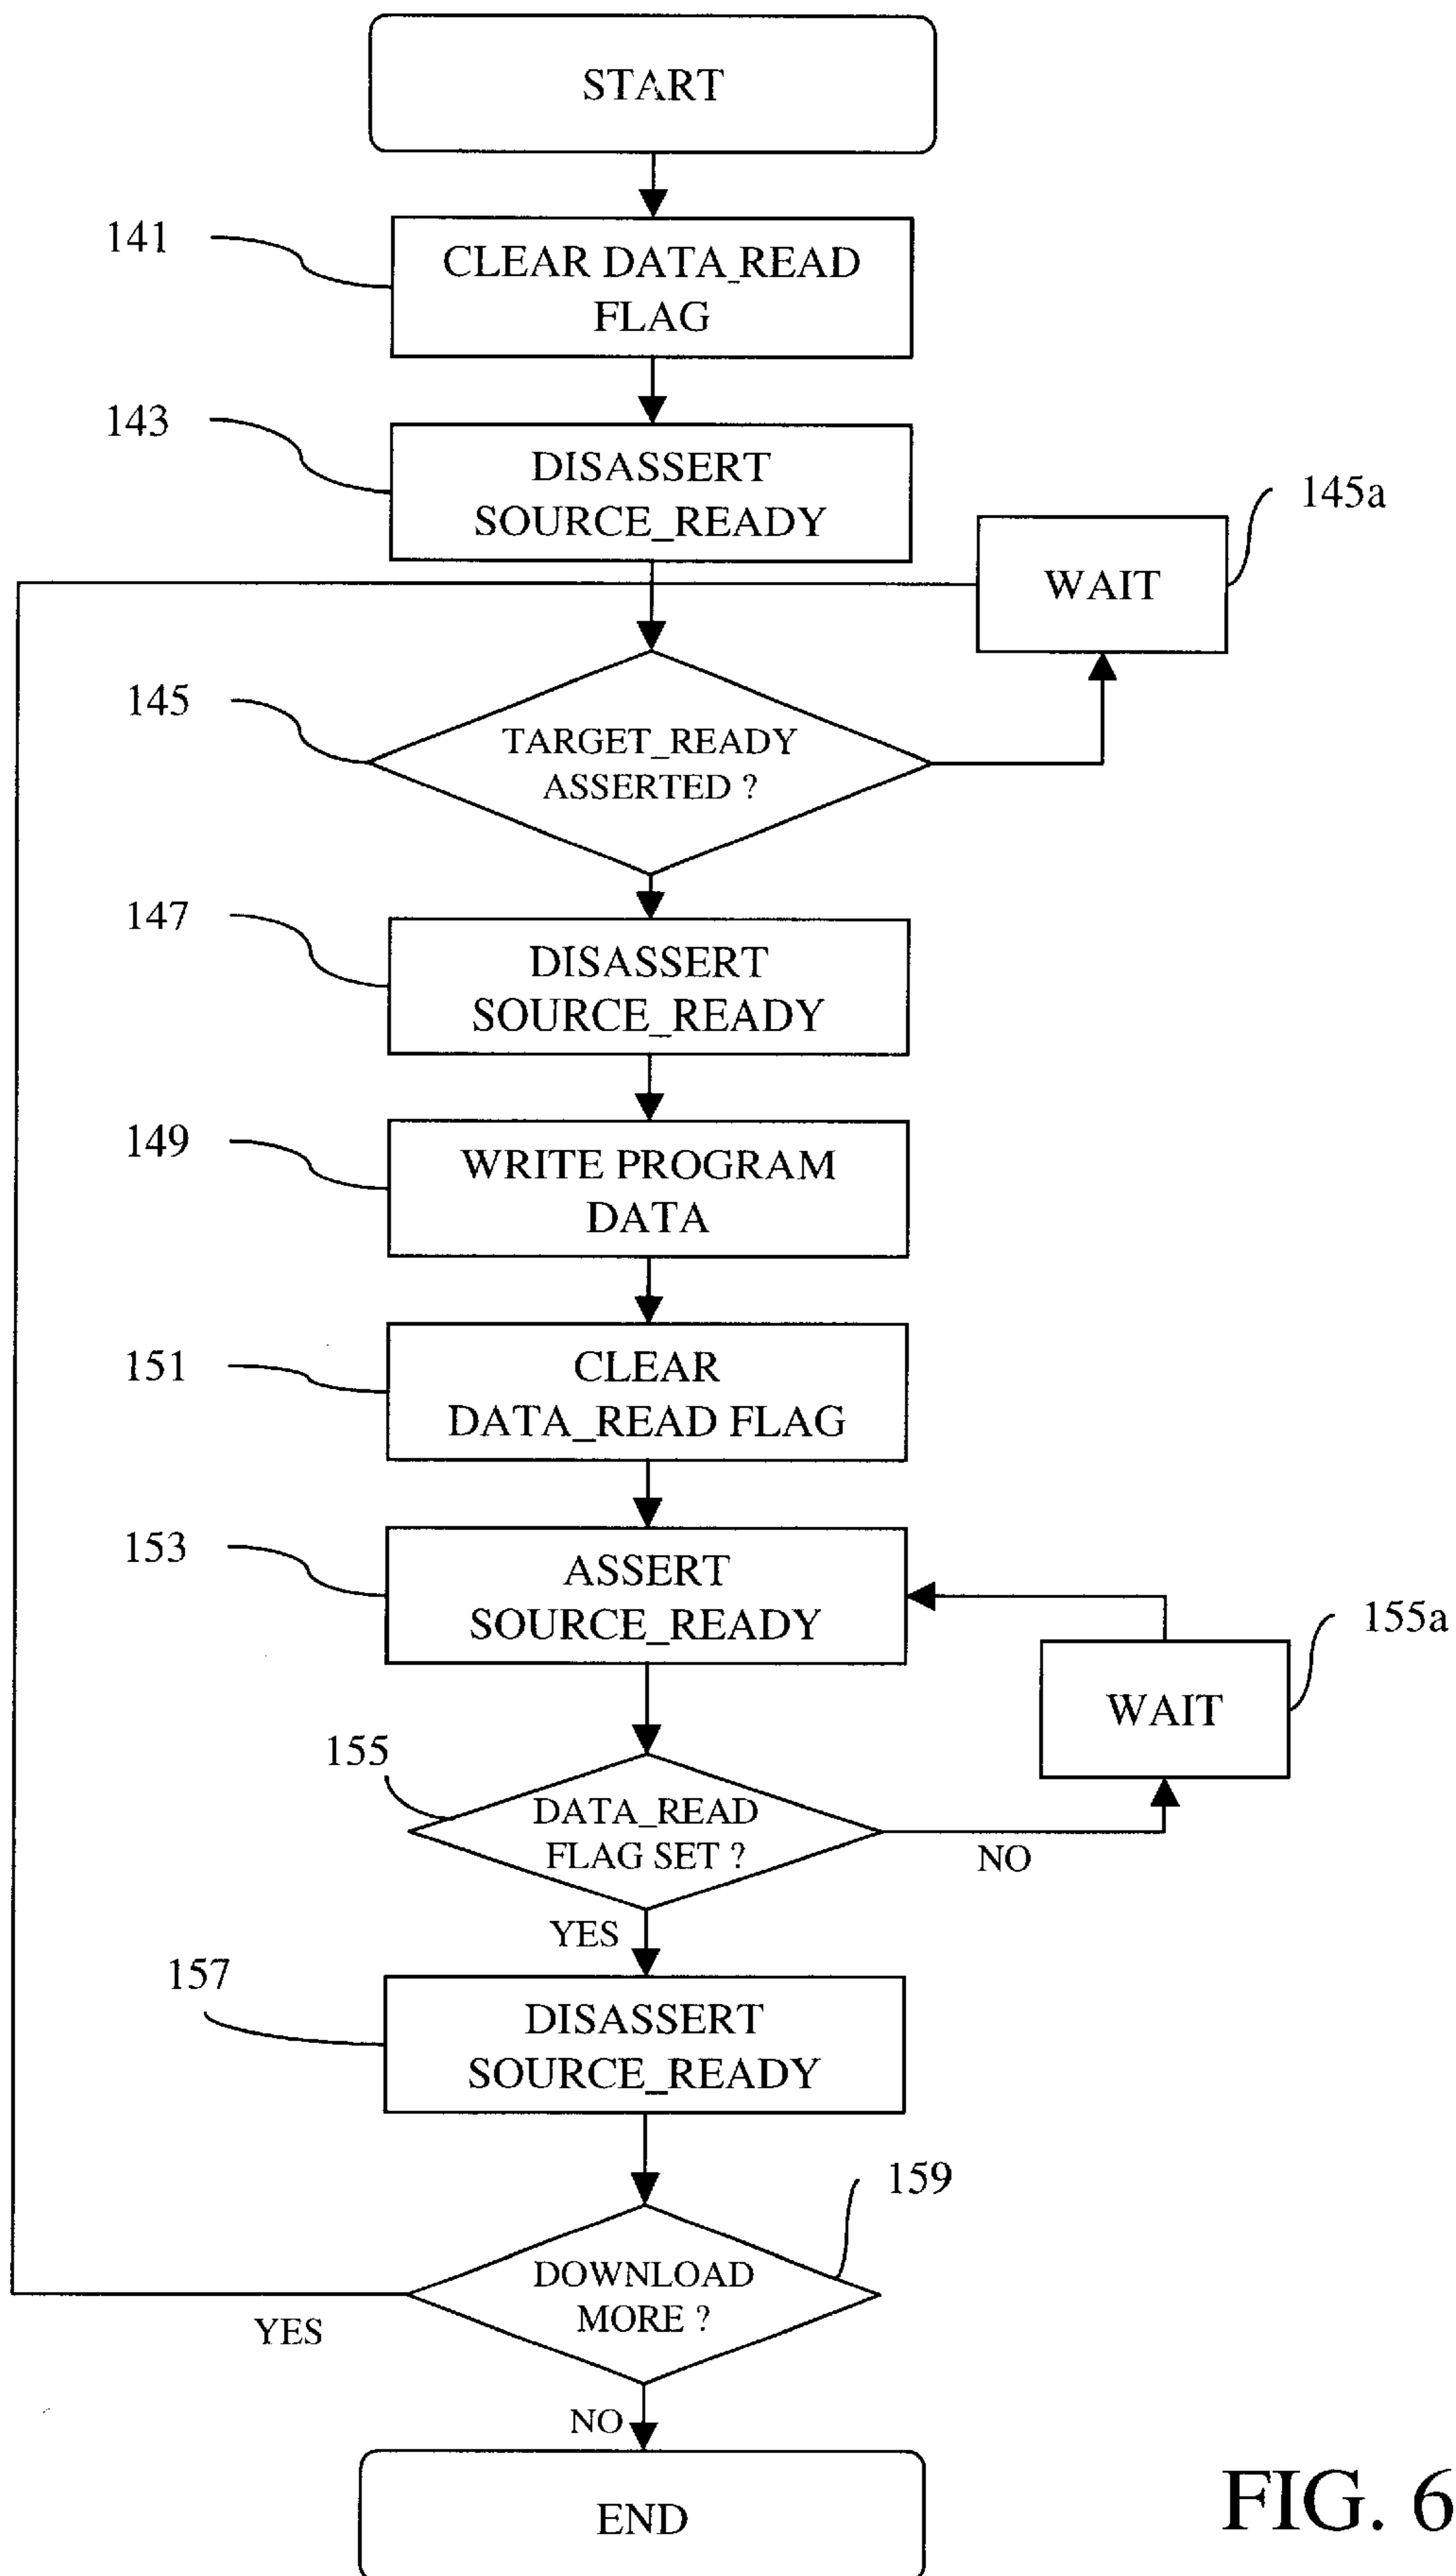 START
141
CLEAR DATA_READ
FLAG
143
DISASSERT
SOURCE_READY
145a
WAIT
145
TARGET_READY
ASSERTED ?
147
DISASSERT
SOURCE_READY
149
WRITE PROGRAM
DATA
151
CLEAR
DATA_READ FLAG
153
ASSERT
SOURCE_READY
155a
WAIT
155
DATA_READ
FLAG SET ?
NO
YES
157
DISASSERT
SOURCE_READY
159
DOWNLOAD
MORE ?
YES
NO
END
FIG. 6